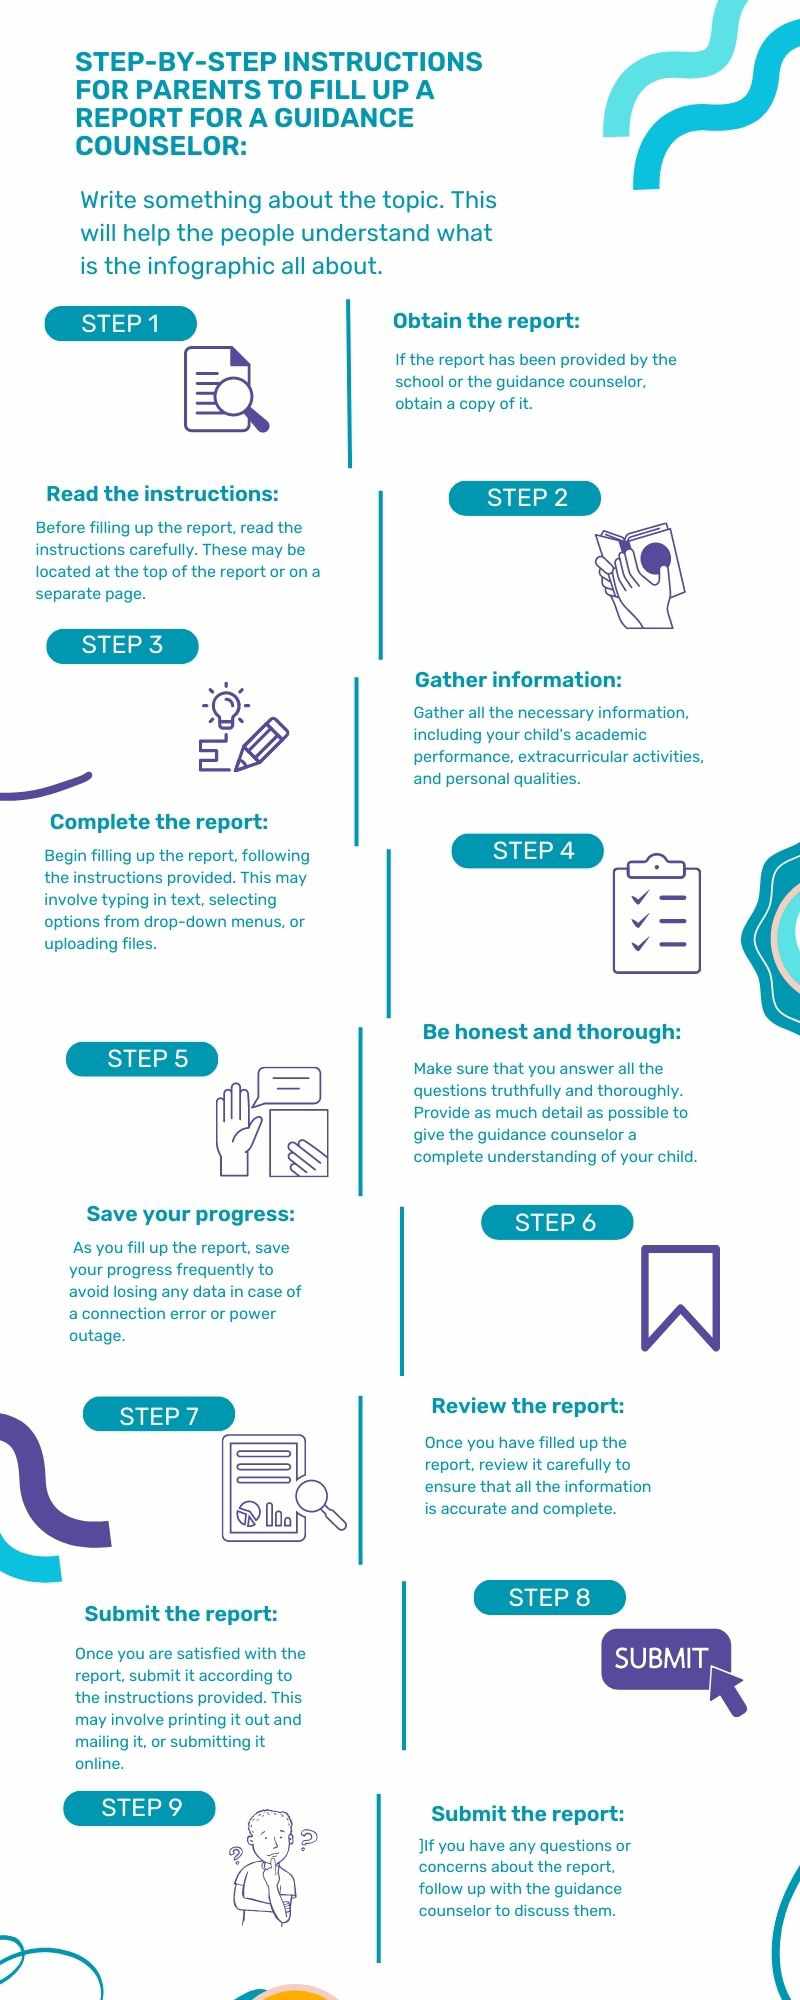 STEP-BY-STEP INSTRUCTIONS
FOR PARENTS TO FILL UP A
REPORT FOR A GUIDANCE
COUNSELOR:
Write something about the topic. This
will help the people understand what
is the infographic all about.
STEP 1
Obtain the report:
If the report has been provided by the
school or the guidance counselor,
obtain a copy of it.
STEP 2
Read the instructions:
Before filling up the report, read the
instructions carefully. These may be
located at the top of the report or on a
separate page.
STEP 3
Gather information:
Gather all the necessary information,
including your child's academic
performance, extracurricular activities,
and personal qualities.
STEP 4
Complete the report:
Begin filling up the report, following
the instructions provided. This may
involve typing in text, selecting
options from drop-down menus, or
uploading files.
STEP 5
Be honest and thorough:
Make sure that you answer all the
questions truthfully and thoroughly.
Provide as much detail as possible to
give the guidance counselor a
complete understanding of your child.
STEP 6
Save your progress:
As you fill up the report, save
your progress frequently to
avoid losing any data in case of
a connection error or power
outage.
STEP 7
Review the report:
Once you have filled up the
report, review it carefully to
ensure that all the information
is accurate and complete.
STEP 8
SUBMIT
Submit the report:
Once you are satisfied with the
report, submit it according to
the instructions provided. This
may involve printing it out and
mailing it, or submitting it
online.
STEP 9
? ?
Submit the report:
]If you have any questions or
concerns about the report,
follow up with the guidance
counselor to discuss them.